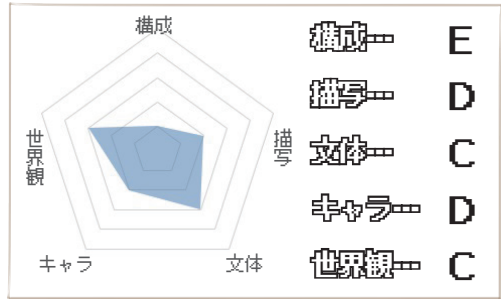 構成
描写
文体
キャラ
世界観
構成… E
描写… D
文体… C
キャラ… D
世界観… C